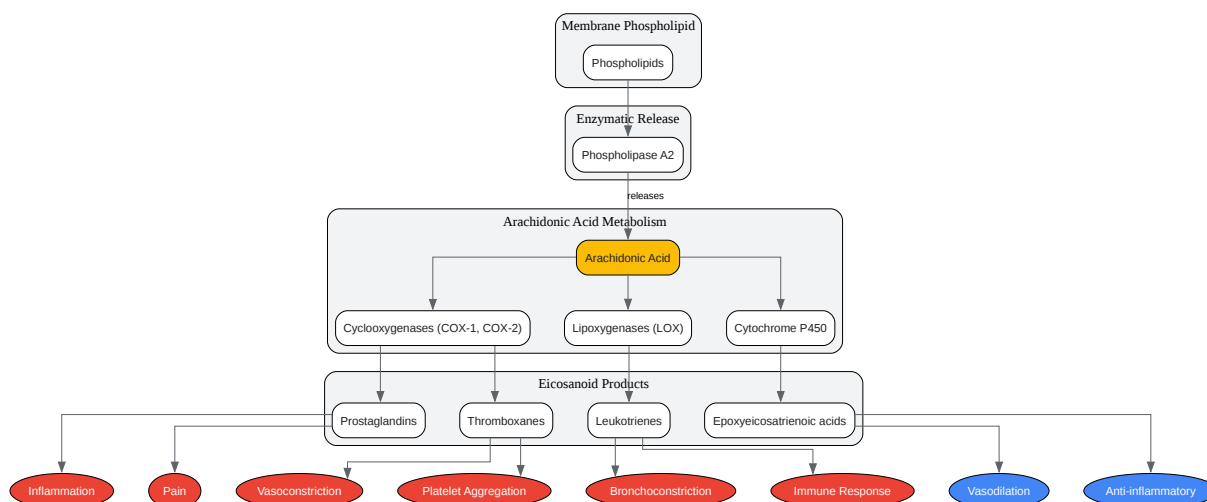 Membrane Phospholipid
Phospholipids
Enzymatic Release
Phospholipase A2
releases
Arachidonic Acid Metabolism
Arachidonic Acid
Cyclooxygenases (COX-1, COX-2)
Lipoxygenases (LOX)
Cytochrome P450
Eicosanoid Products
Prostaglandins
Thromboxanes
Leukotrienes
Epoxyeicosatrienoic acids
Inflammation
Pain
Vasoconstriction
Platelet Aggregation
Bronchoconstriction
Immune Response
Vasodilation
Anti-inflammatory